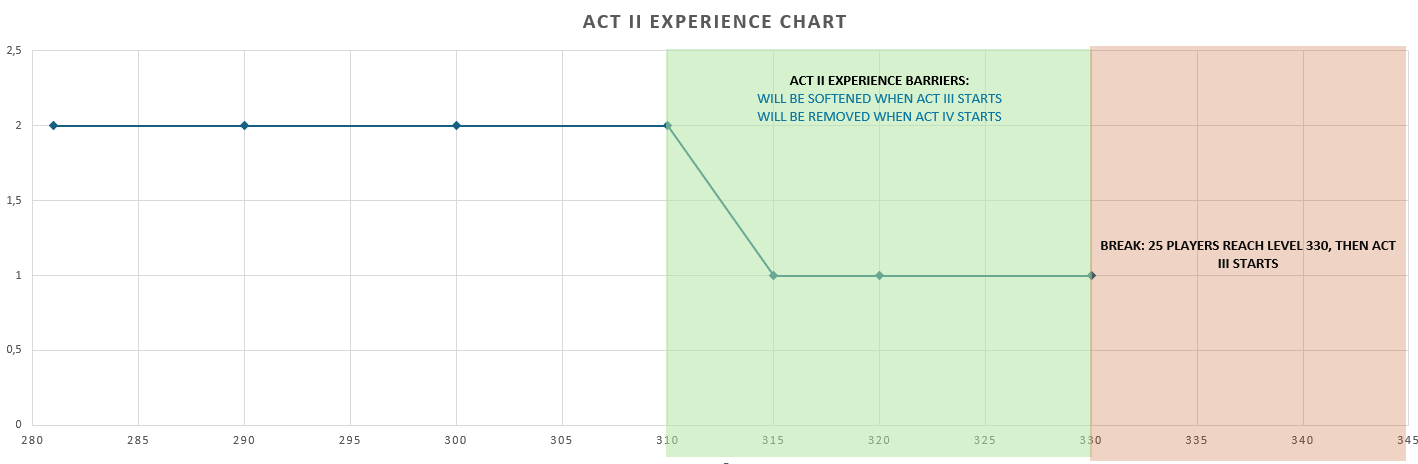 ACT II EXPERIENCE CHART
2,5
2
1,5
1
0,5
0
ACT II EXPERIENCE BARRIERS:
WILL BE SOFTENED WHEN ACT III STARTS
WILL BE REMOVED WHEN ACT IV STARTS
BREAK: 25 PLAYERS REACH LEVEL 330, THEN ACT
III STARTS
280 285 290 295 300 305 310 315 320 325 330 335 340 345